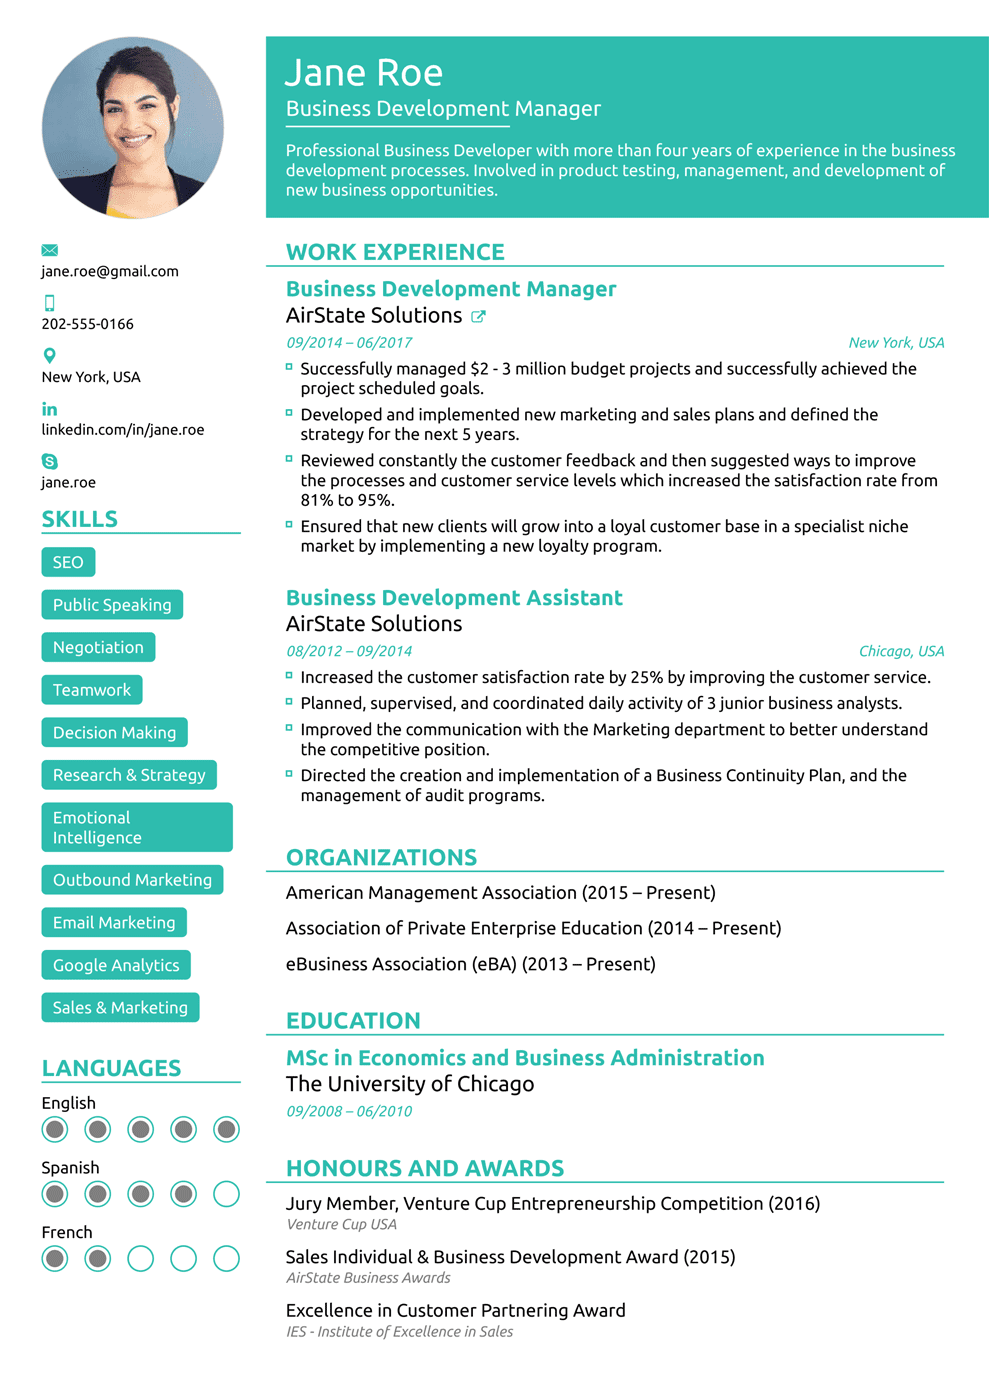 Jane Roe
Business Development Manager
Professional Business Developer with more than four years of experience in the business
development processes. Involved in product testing, management, and development of
new business opportunities.
jane.roe@gmail.com
202-555-0166
New York, USA
linkedin.com/in/jane.roe
jane.roe
SKILLS
SEO
Public Speaking
Negotiation
Teamwork
Decision Making
Research & Strategy
Emotional
Intelligence
Outbound Marketing
Email Marketing
Google Analytics
Sales & Marketing
LANGUAGES
English
Spanish
French
WORK EXPERIENCE
Business Development Manager
AirState Solutions
09/2014 – 06/2017
New York, USA
Successfully managed $2 - 3 million budget projects and successfully achieved the
project scheduled goals.
Developed and implemented new marketing and sales plans and defined the
strategy for the next 5 years.
Reviewed constantly the customer feedback and then suggested ways to improve
the processes and customer service levels which increased the satisfaction rate from
81% to 95%.
Ensured that new clients will grow into a loyal customer base in a specialist niche
market by implementing a new loyalty program.
Business Development Assistant
AirState Solutions
08/2012 – 09/2014
Chicago, USA
Increased the customer satisfaction rate by 25% by improving the customer service.
Planned, supervised, and coordinated daily activity of 3 junior business analysts.
Improved the communication with the Marketing department to better understand
the competitive position.
Directed the creation and implementation of a Business Continuity Plan, and the
management of audit programs.
ORGANIZATIONS
American Management Association (2015 – Present)
Association of Private Enterprise Education (2014 – Present)
eBusiness Association (eBA) (2013 – Present)
EDUCATION
MSc in Economics and Business Administration
The University of Chicago
09/2008 – 06/2010
HONOURS AND AWARDS
Jury Member, Venture Cup Entrepreneurship Competition (2016)
Venture Cup USA
Sales Individual & Business Development Award (2015)
AirState Business Awards
Excellence in Customer Partnering Award
IES - Institute of Excellence in Sales